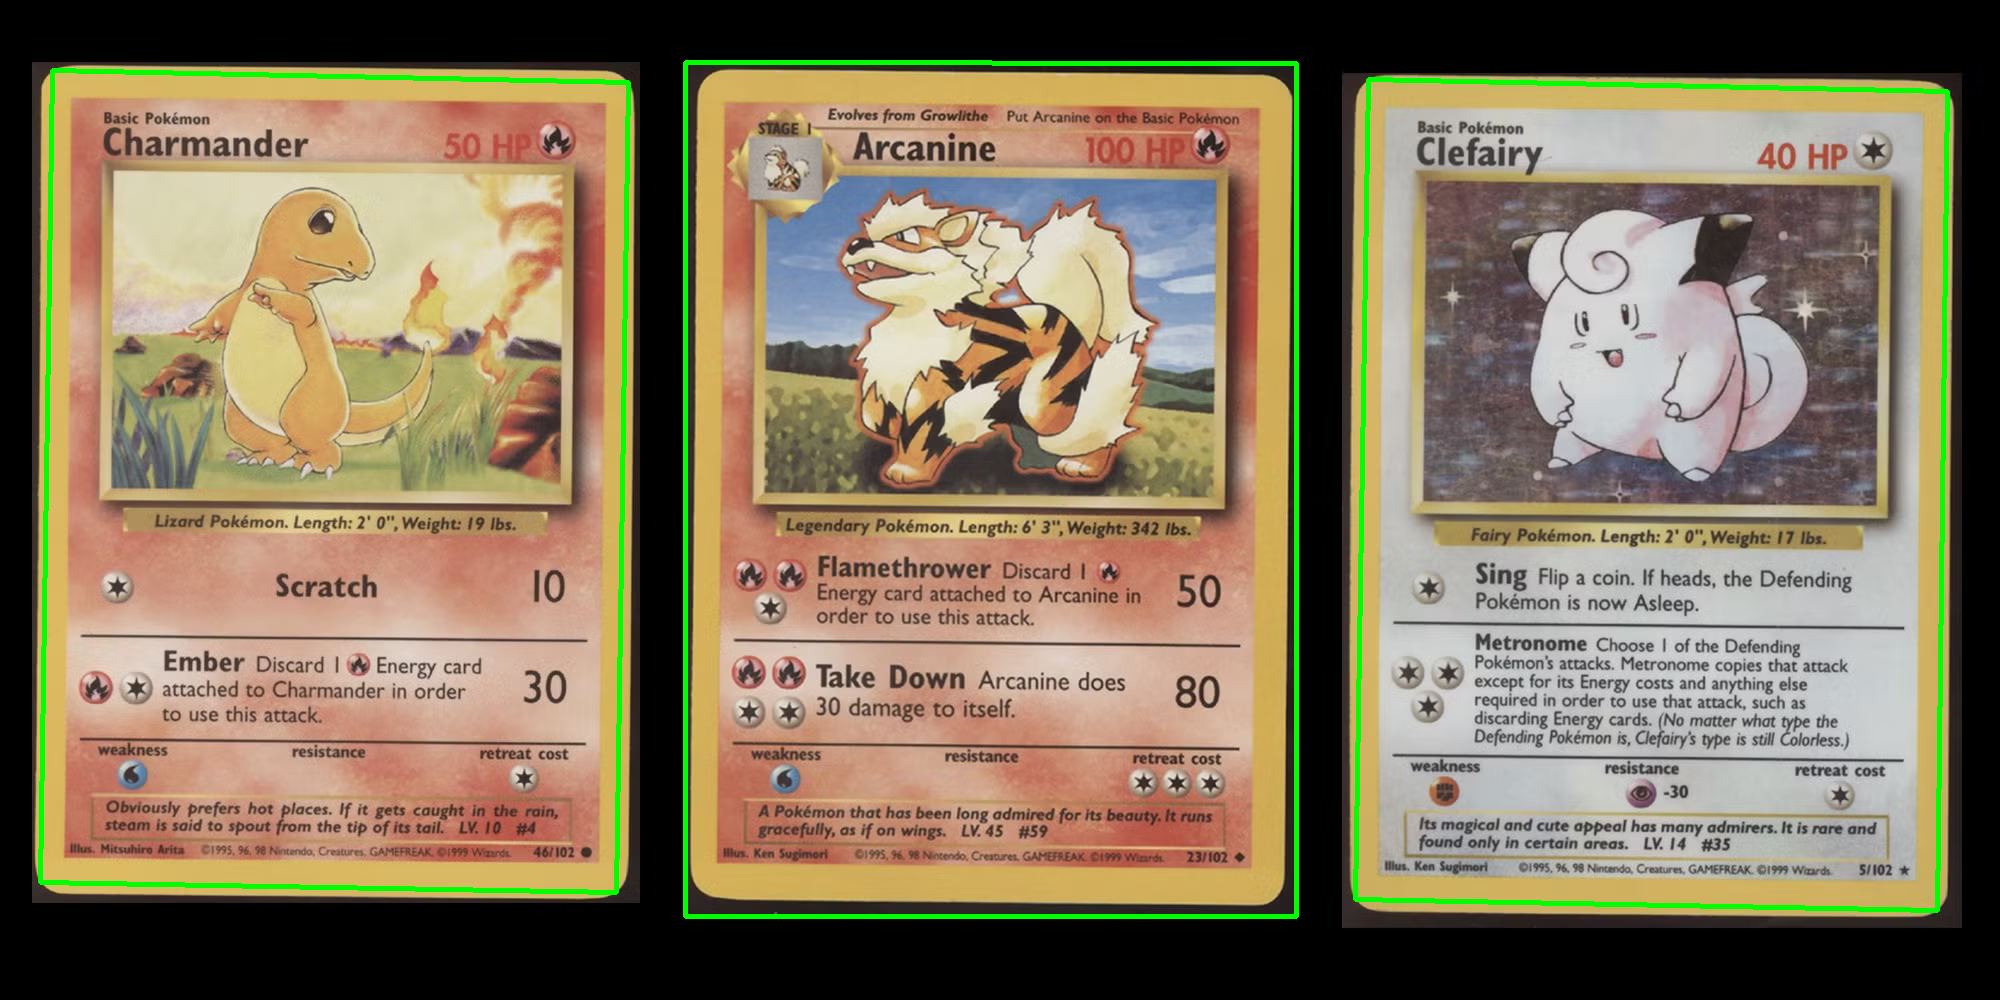 Basic Pokémon
Charmander 50 HP
Lizard Pokémon. Length: 2' 0", Weight: 19 lbs.
Scratch 10
Ember Discard 1 Energy card
attached to Charmander in order
to use this attack.
30
weakness resistance retreat cost
Obviously prefers hot places. If it gets caught in the rain,
steam is said to spout from the tip of its tail. LV. 10 #4
Illus. Mitsuhiro Arita ©1995, 96, 98 Nintendo, Creatures, GAMEFREAK. ©1999 Wizards. 46/102
Evolves from Growlithe Put Arcanine on the Basic Pokémon
STAGE 1
Arcanine 100 HP
Legendary Pokémon. Length: 6' 3", Weight: 342 lbs.
Flamethrower Discard 1
Energy card attached to Arcanine in
order to use this attack.
50
Take Down Arcanine does
30 damage to itself.
80
weakness resistance retreat cost
A Pokémon that has been long admired for its beauty. It runs
gracefully, as if on wings. LV. 45 #59
Illus. Ken Sugimori ©1995, 96, 98 Nintendo, Creatures, GAMEFREAK. ©1999 Wizards. 23/102
Basic Pokémon
Clefairy 40 HP
Fairy Pokémon. Length: 2' 0", Weight: 17 lbs.
Sing Flip a coin. If heads, the Defending
Pokémon is now Asleep.
Metronome Choose 1 of the Defending
Pokémon's attacks. Metronome copies that attack
except for its Energy costs and anything else
required in order to use that attack, such as
discarding Energy cards. (No matter what type the
Defending Pokémon is, Clefairy's type is still Colorless.)
weakness resistance retreat cost
-30
Its magical and cute appeal has many admirers. It is rare and
found only in certain areas. LV. 14 #35
Illus. Ken Sugimori ©1995, 96, 98 Nintendo, Creatures, GAMEFREAK. ©1999 Wizards. 5/102